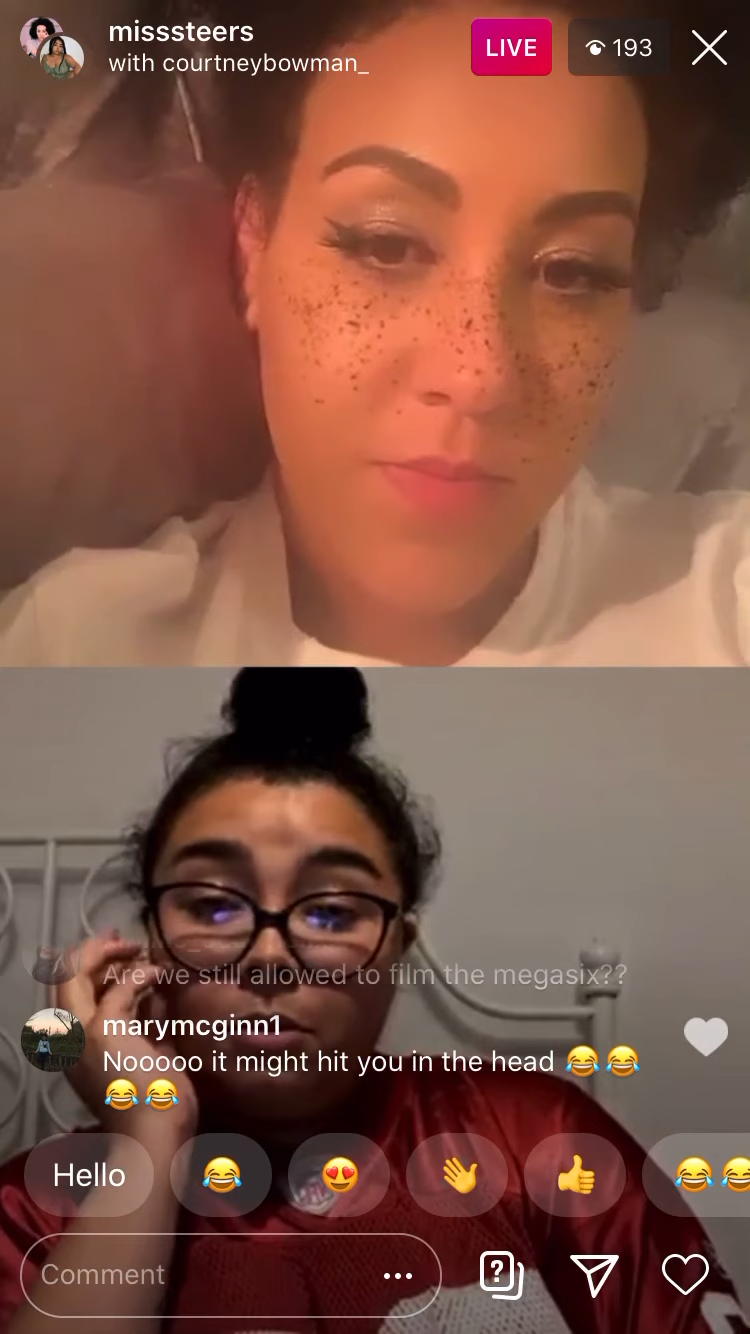 misssteers
with courtneybowman_
LIVE
193
Are we still allowed to film the megasix??
marymcginn1
Nooooo it might hit you in the head 😂😂
😂😂
Hello 😂 😍 👋 👍 😂😂
Comment